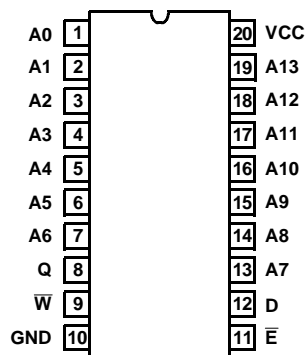 A0 1 20 VCC
A1 2 19 A13
A2 3 18 A12
A3 4 17 A11
A4 5 16 A10
A5 6 15 A9
A6 7 14 A8
Q 8 13 A7
W̅ 9 12 D
GND 10 11 E̅